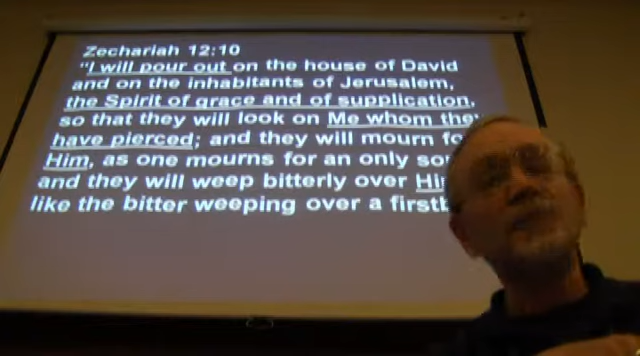 Zechariah 12:10
"I will pour out on the house of David
and on the inhabitants of Jerusalem,
the Spirit of grace and of supplication,
so that they will look on Me whom they
have pierced; and they will mourn
Him, as one mourns for an only
and they will weep bitterly over
like the bitter weeping over a